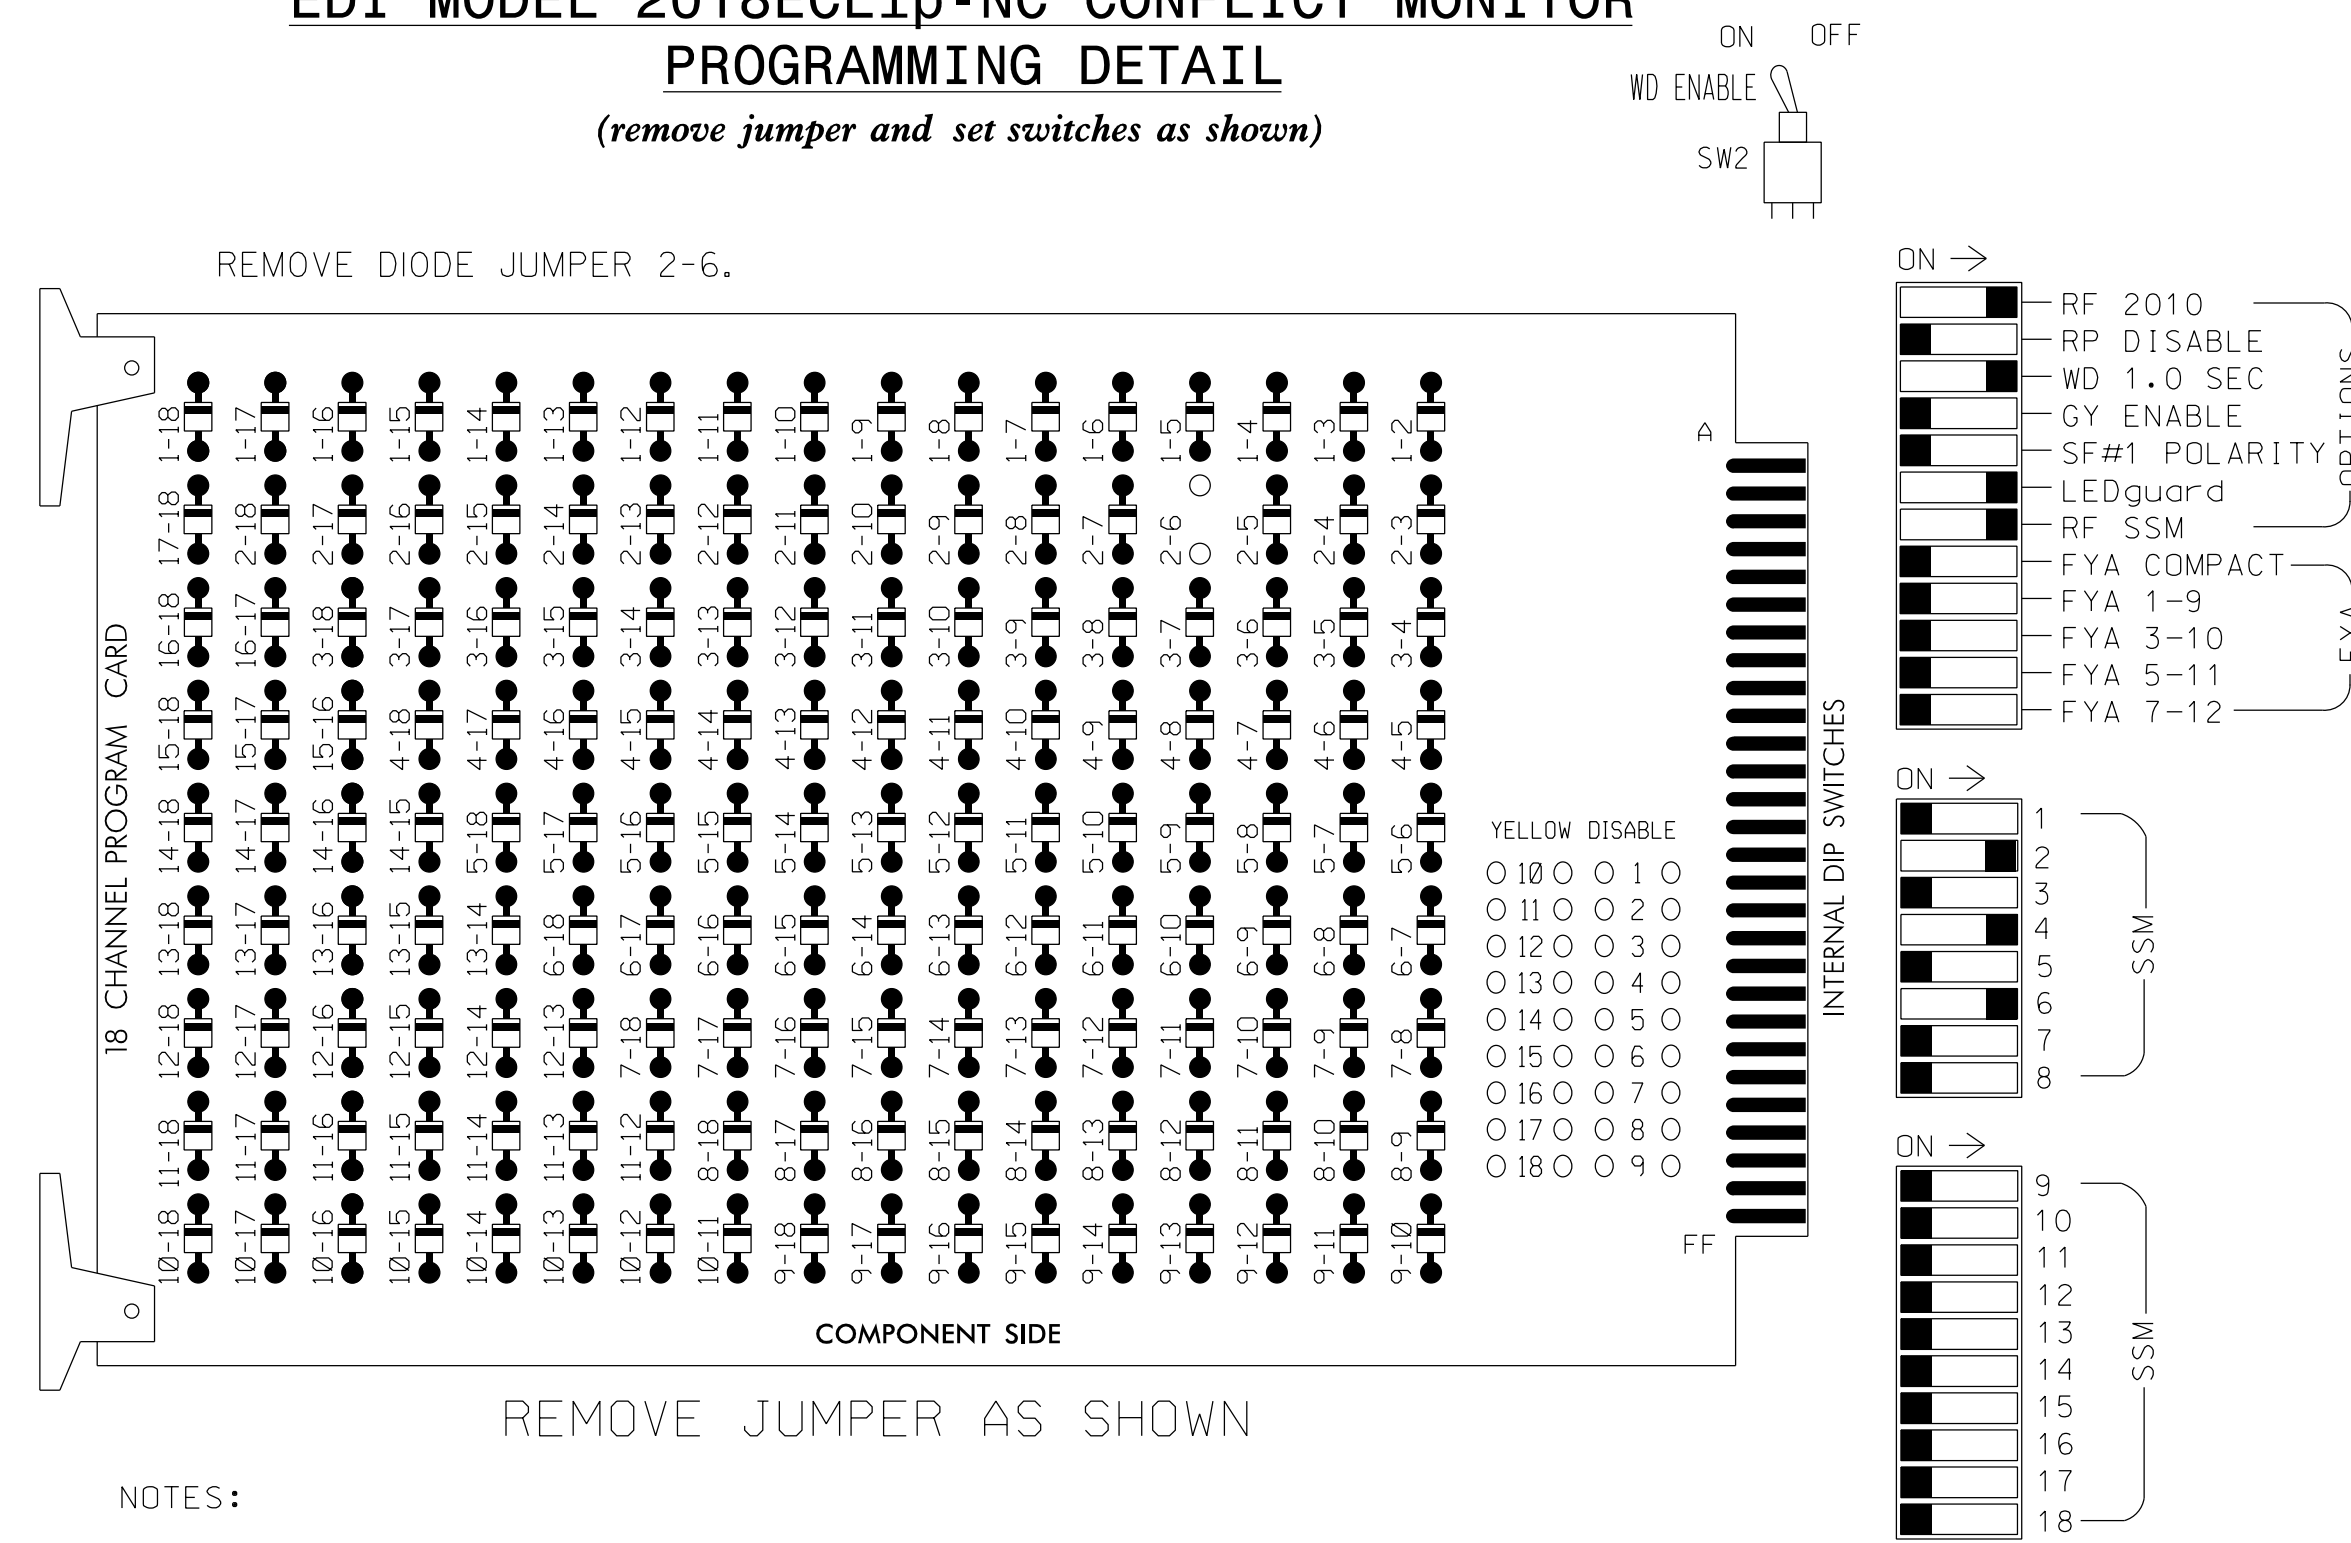 EDI MODEL 2018ECLip-NC CONFLICT MONITOR
PROGRAMMING DETAIL
(remove jumper and set switches as shown)
ON OFF
WD ENABLE
SW2
REMOVE DIODE JUMPER 2-6.
18 CHANNEL PROGRAM CARD
1-18 1-17 1-16 1-15 1-14 1-13 1-12 1-11 1-10 1-9 1-8 1-7 1-6 1-5 1-4 1-3 1-2
17-18 2-18 2-17 2-16 2-15 2-14 2-13 2-12 2-11 2-10 2-9 2-8 2-7 2-6 2-5 2-4 2-3
16-18 16-17 3-18 3-17 3-16 3-15 3-14 3-13 3-12 3-11 3-10 3-9 3-8 3-7 3-6 3-5 3-4
15-18 15-17 15-16 4-18 4-17 4-16 4-15 4-14 4-13 4-12 4-11 4-10 4-9 4-8 4-7 4-6 4-5
14-18 14-17 14-16 14-15 5-18 5-17 5-16 5-15 5-14 5-13 5-12 5-11 5-10 5-9 5-8 5-7 5-6
13-18 13-17 13-16 13-15 13-14 6-18 6-17 6-16 6-15 6-14 6-13 6-12 6-11 6-10 6-9 6-8 6-7
12-18 12-17 12-16 12-15 12-14 12-13 7-18 7-17 7-16 7-15 7-14 7-13 7-12 7-11 7-10 7-9 7-8
11-18 11-17 11-16 11-15 11-14 11-13 11-12 8-18 8-17 8-16 8-15 8-14 8-13 8-12 8-11 8-10 8-9
10-18 10-17 10-16 10-15 10-14 10-13 10-12 10-11 9-18 9-17 9-16 9-15 9-14 9-13 9-12 9-11 9-10
A
YELLOW DISABLE
10 1
11 2
12 3
13 4
14 5
15 6
16 7
17 8
18 9
FF
COMPONENT SIDE
INTERNAL DIP SWITCHES
ON
RF 2010
RP DISABLE
WD 1.0 SEC
GY ENABLE
SF#1 POLARITY
LEDguard
RF SSM
OPTIONS
FYA COMPACT
FYA 1-9
FYA 3-10
FYA 5-11
FYA 7-12
FYA
ON
1
2
3
4
5
6
7
8
SSM
ON
9
10
11
12
13
14
15
16
17
18
SSM
REMOVE JUMPER AS SHOWN
NOTES: